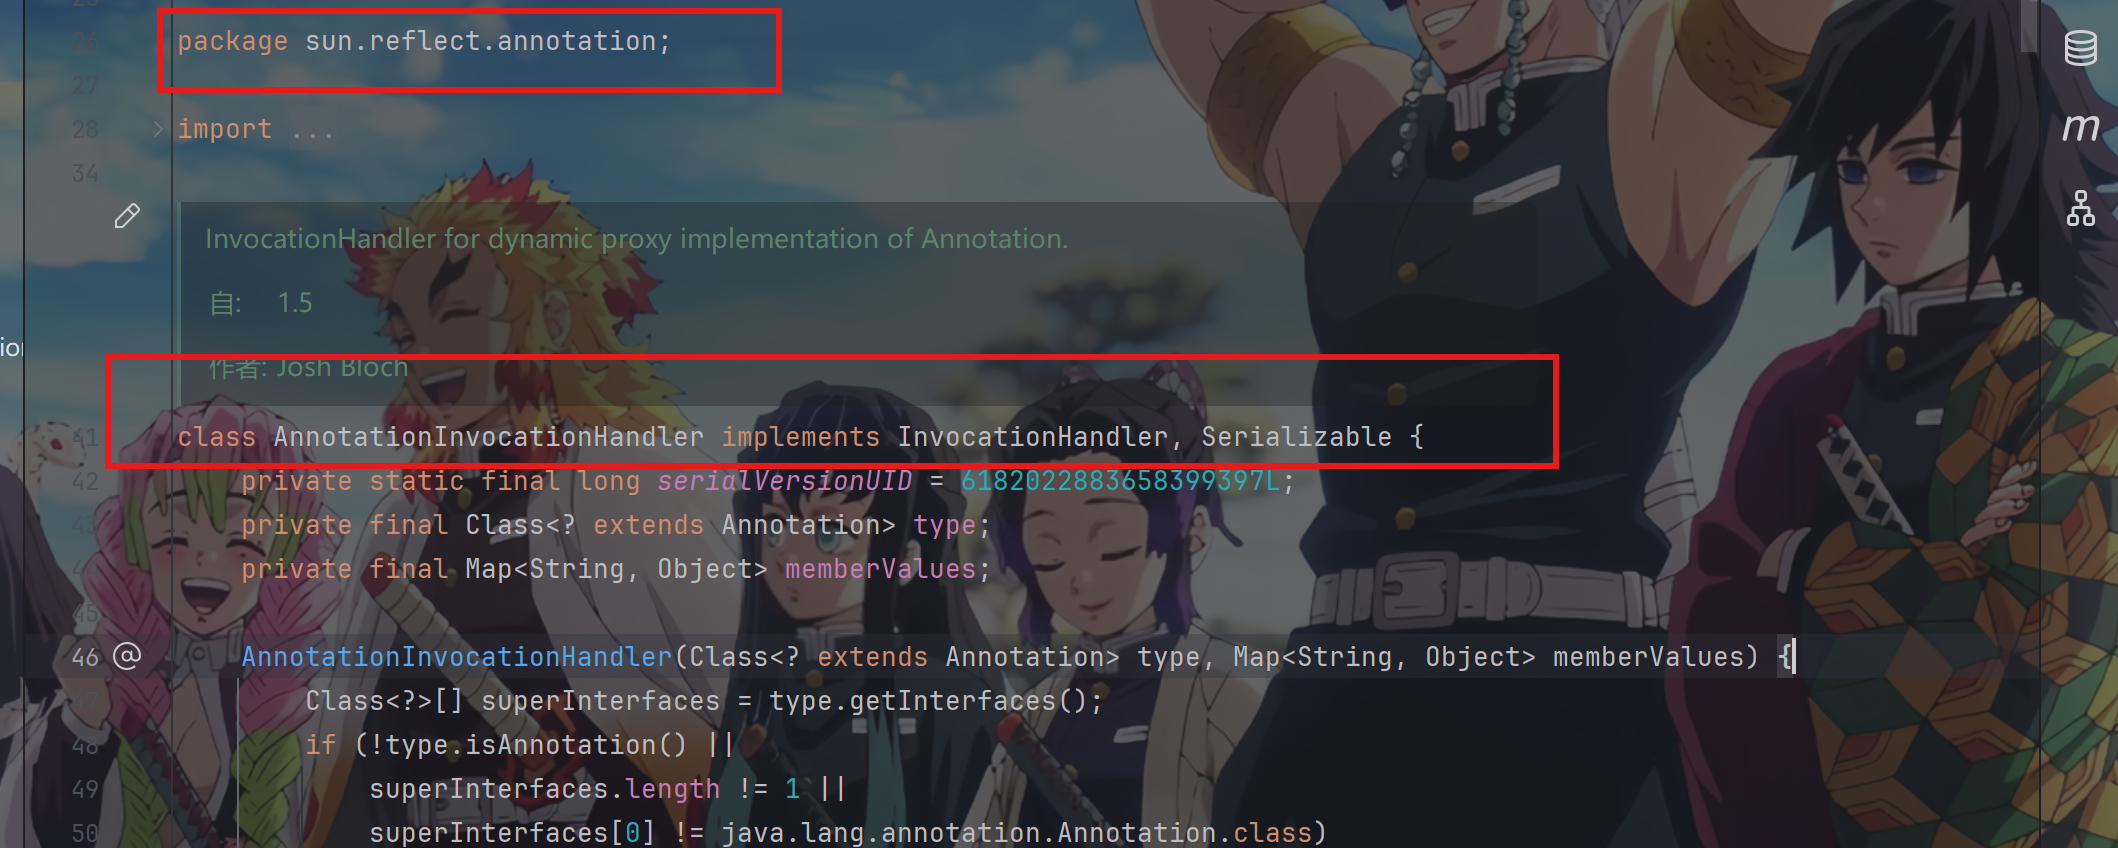 26 package sun.reflect.annotation;
27
28 import ...
34
InvocationHandler for dynamic proxy implementation of Annotation.
自: 1.5
作者: Josh Bloch
41 class AnnotationInvocationHandler implements InvocationHandler, Serializable {
42 private static final long serialVersionUID = 6182022883658399397L;
43 private final Class<? extends Annotation> type;
private final Map<String, Object> memberValues;
45
46 AnnotationInvocationHandler(Class<? extends Annotation> type, Map<String, Object> memberValues) {
47 Class<?>[] superInterfaces = type.getInterfaces();
48 if (!type.isAnnotation() ||
49 superInterfaces.length != 1 ||
50 superInterfaces[0] != java.lang.annotation.Annotation.class)
m